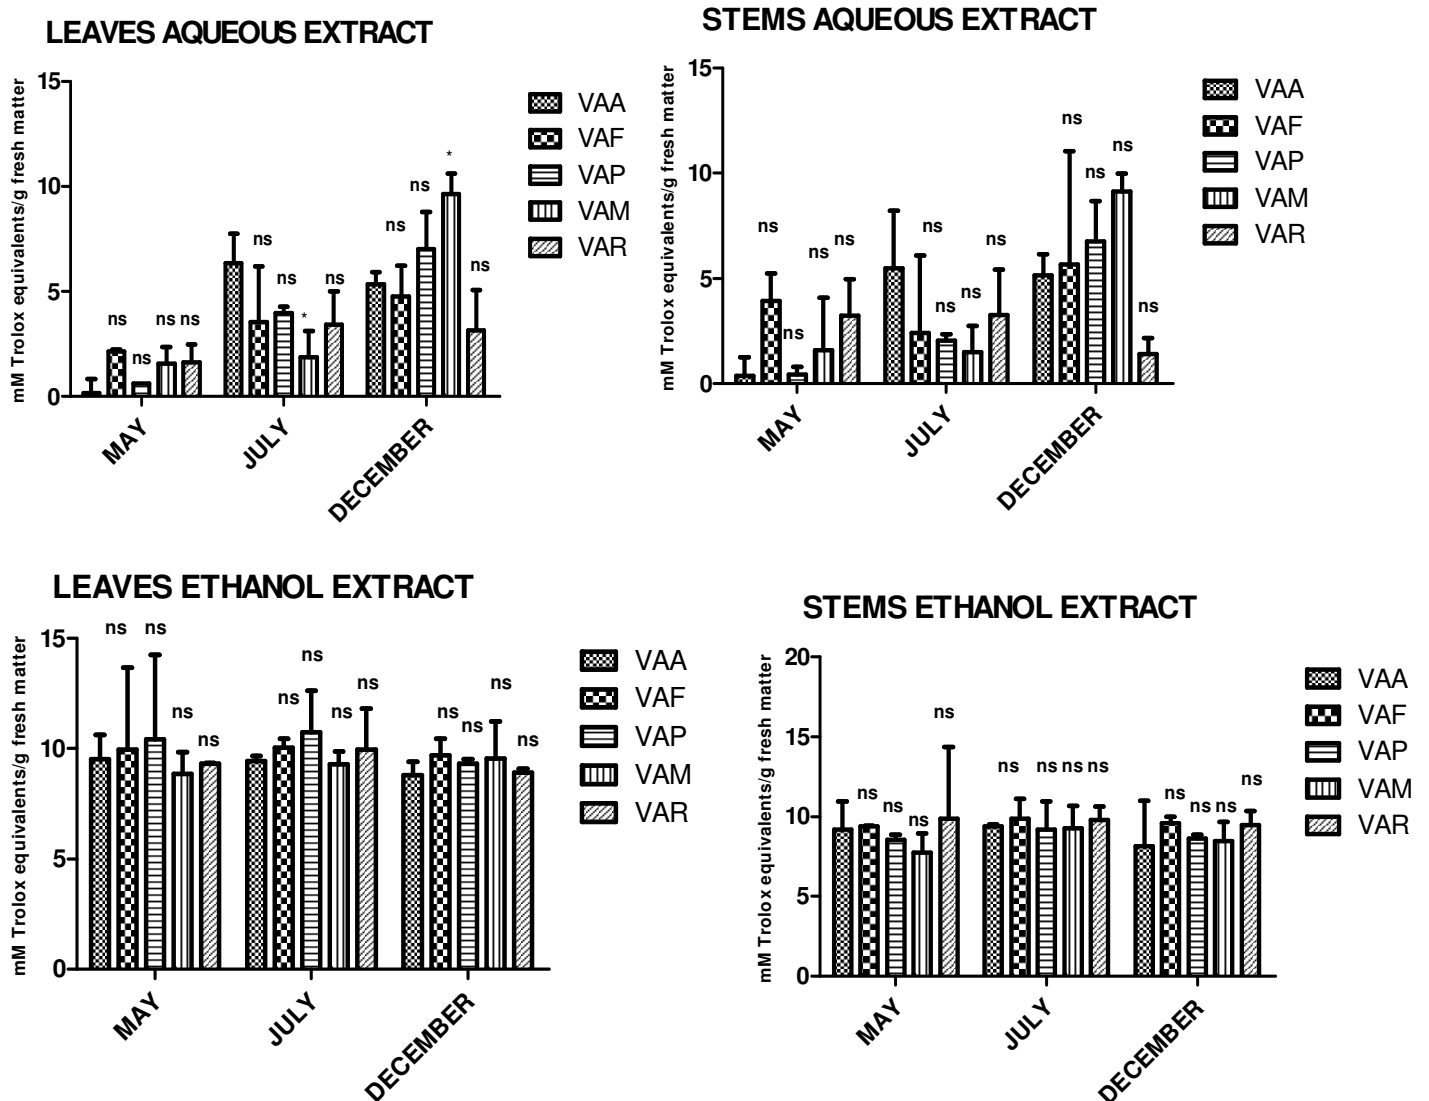 LEAVES AQUEOUS EXTRACT
mM Trolox equivalents/g fresh matter
15
10
5
0
ns
ns
ns
ns
ns
ns
*
ns
ns
ns
*
ns
MAY
JULY
DECEMBER
VAA
VAF
VAP
VAM
VAR
STEMS AQUEOUS EXTRACT
mM Trolox equivalents/g fresh matter
15
10
5
0
ns
ns
ns
ns
ns
ns
ns
ns
ns
ns
ns
ns
MAY
JULY
DECEMBER
VAA
VAF
VAP
VAM
VAR
LEAVES ETHANOL EXTRACT
mM Trolox equivalents/g fresh matter
15
10
5
0
ns
ns
ns
ns
ns
ns
ns
ns
ns
ns
ns
ns
MAY
JULY
DECEMBER
VAA
VAF
VAP
VAM
VAR
STEMS ETHANOL EXTRACT
mM Trolox equivalents/g fresh matter
20
15
10
5
0
ns
ns
ns
ns
ns
ns
ns
ns
ns
ns
ns
ns
MAY
JULY
DECEMBER
VAA
VAF
VAP
VAM
VAR